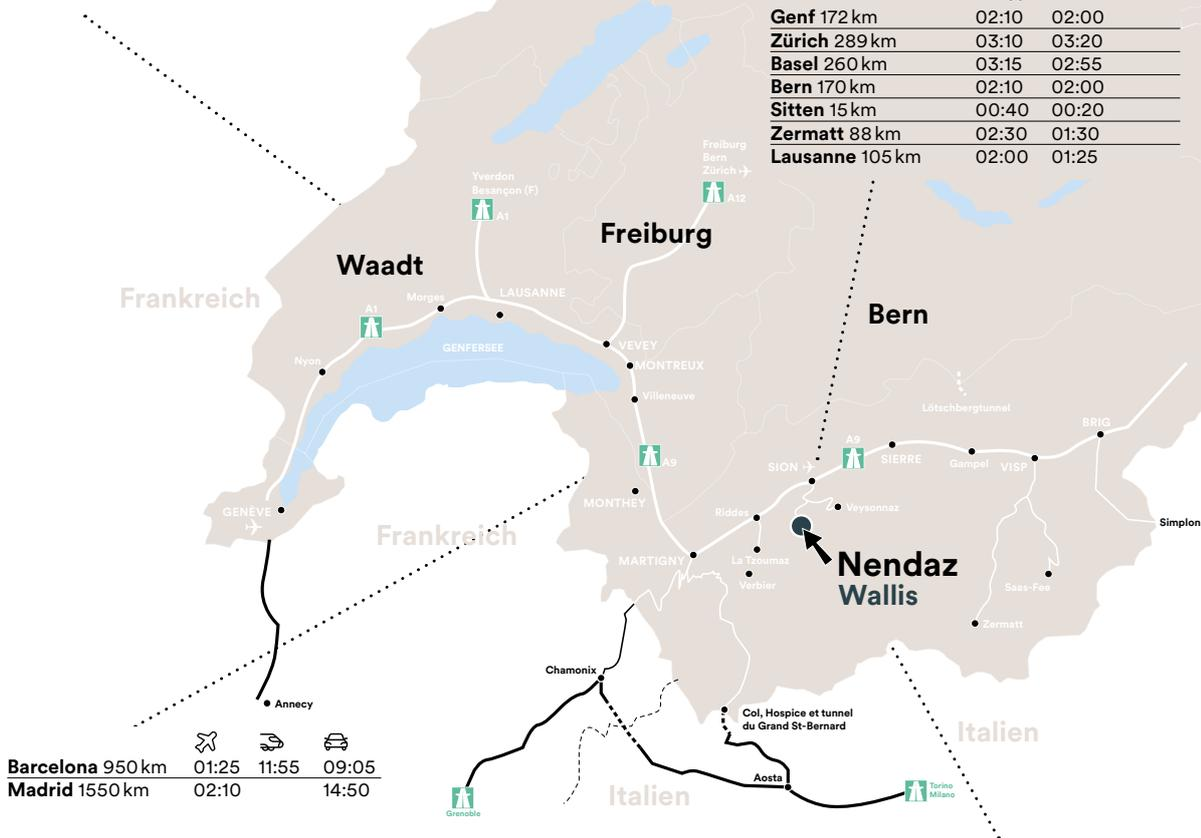 Genf 172 km 02:10 02:00
Zürich 289 km 03:10 03:20
Basel 260 km 03:15 02:55
Bern 170 km 02:10 02:00
Sitten 15 km 00:40 00:20
Zermatt 88 km 02:30 01:30
Lausanne 105 km 02:00 01:25
Freiburg
Bern
Zürich
A12
Yverdon
Besançon (F)
A1
Freiburg
Waadt
Frankreich
Morges
LAUSANNE
A1
Bern
GENFERSEE
VEVEY
Nyon
MONTREUX
Villeneuve
Lötschbergtunnel
BRIG
A9
A9
SION
SIERRE
Gampel
VISP
MONTHEY
GENÈVE
Riddes
Veysonnaz
Simplon
Frankreich
MARTIGNY
La Tzoumaz
Verbier
Nendaz
Wallis
Saas-Fee
Zermatt
Chamonix
Annecy
Col, Hospice et tunnel
du Grand St-Bernard
Italien
Barcelona 950 km 01:25 11:55 09:05
Madrid 1550 km 02:10 14:50
Aosta
Torino
Milano
Italien
Grenoble